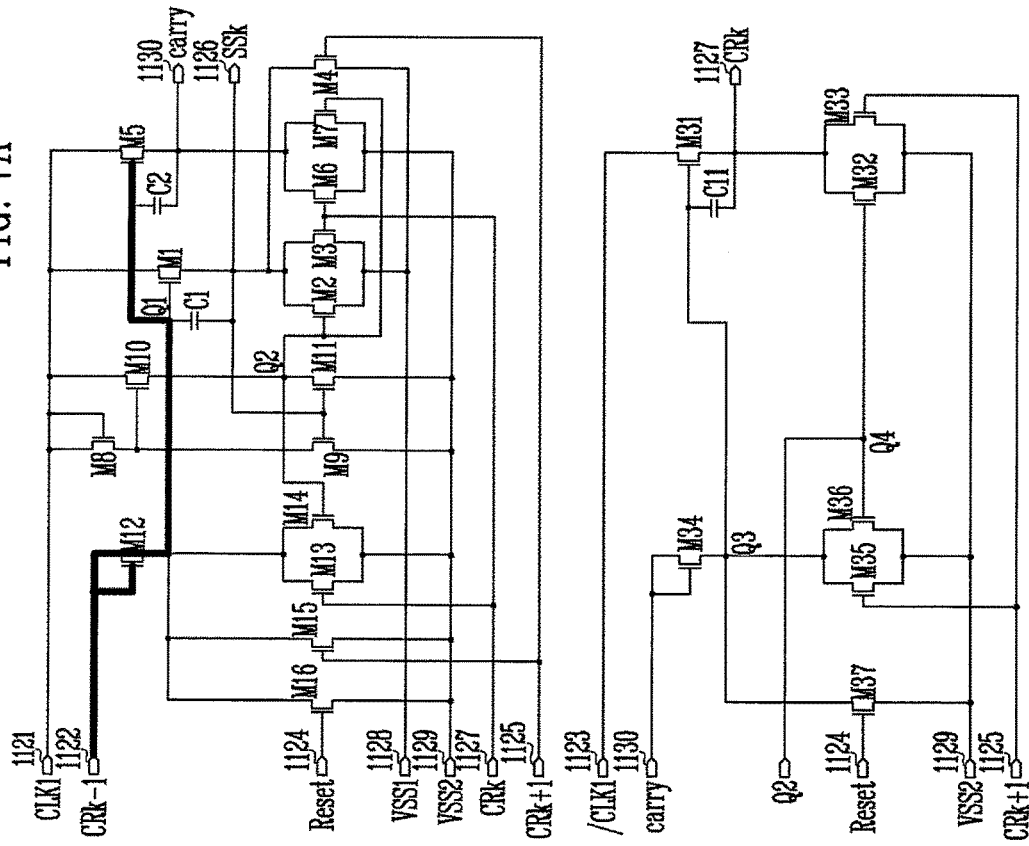 FIG. 7A
CLK1 1121
CRk-1 1122
Reset 1124
VSS1 1128
VSS2 1129
CRk 1127
CRk+1 1125
M16
M15
M13
M14
M12
M8
M9
M10
M11
Q2
Q1
C1
M1
M2
M3
M6
M7
C2
M5
M4
1130 carry
1126 SSk
/CLK1 1123
carry 1130
Q2
Reset 1124
VSS2 1129
CRk+1 1125
M37
M34
Q3
M35
M36
Q4
C11
M31
M32
M33
1127 CRk